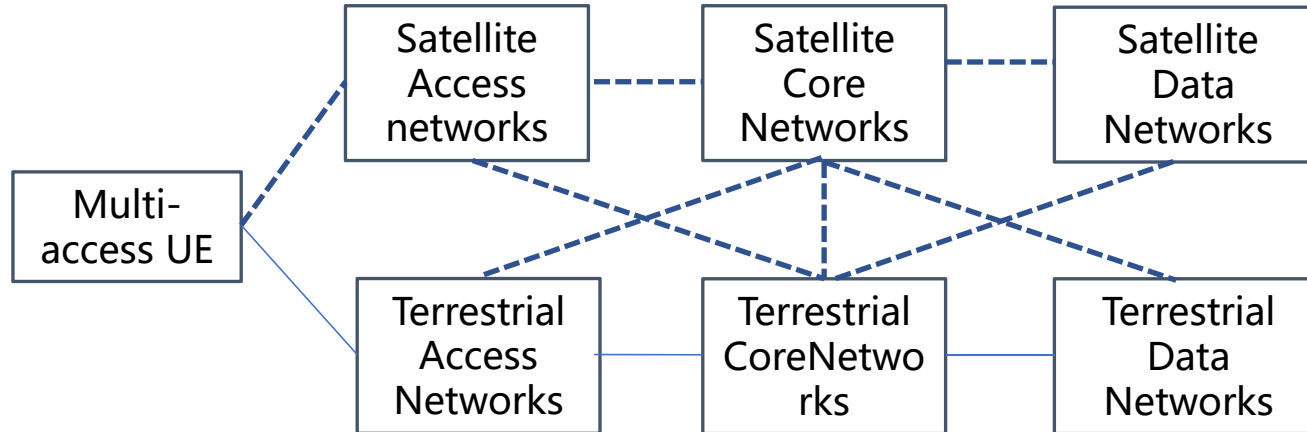 Satellite
Access
networks
Satellite
Core
Networks
Satellite
Data
Networks
Multi-
access UE
Terrestrial
Access
Networks
Terrestrial
CoreNetwo
rks
Terrestrial
Data
Networks